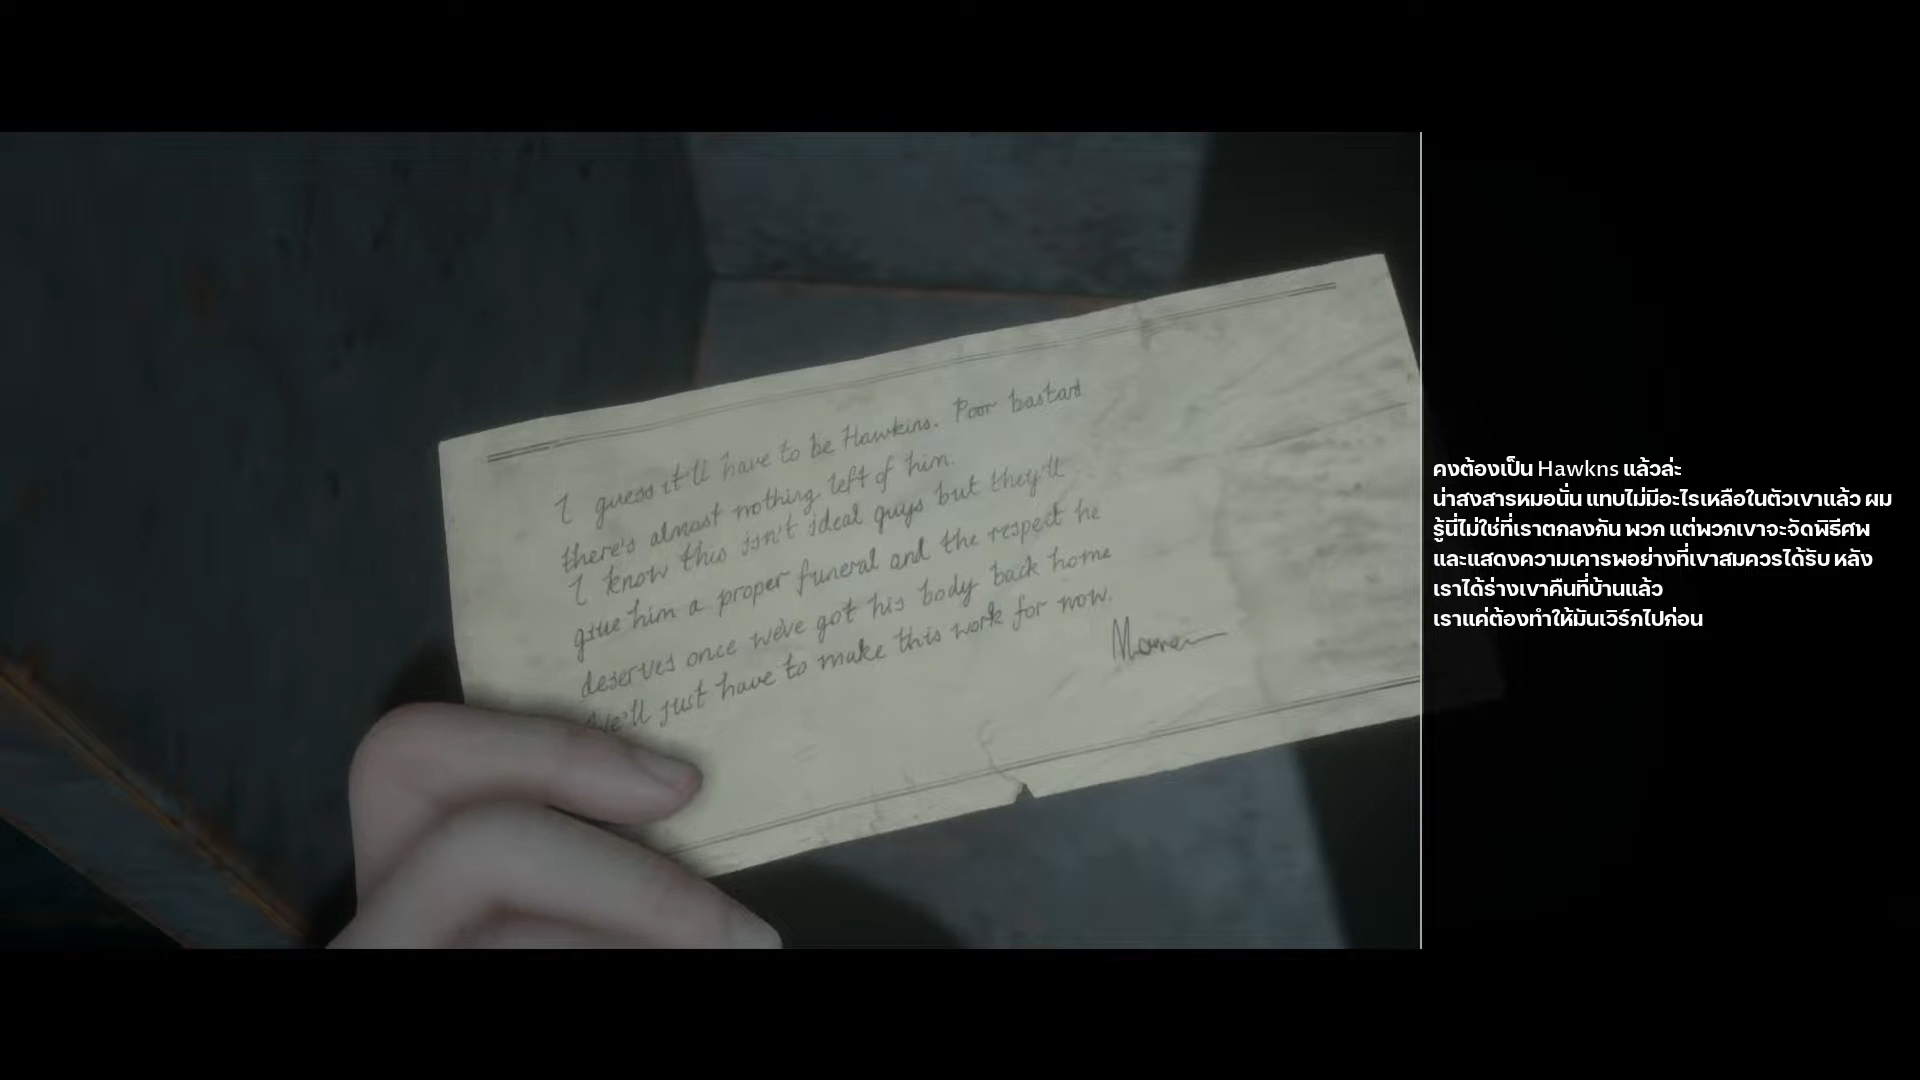 I guess it'll have to be Hawkins. Poor bastard
there's almost nothing left of him.
I know this isn't ideal guys but they'll
give him a proper funeral and the respect he
deserves once we've got his body back home
We'll just have to make this work for now.
คงต้องเป็น Hawkns แล้วล่ะ
น่าสงสารหมอนั่น แทบไม่มีอะไรเหลือในตัวเขาแล้ว ผม
รู้นี่ไม่ใช่ที่เราตกลงกัน พวก แต่พวกเขาจะจัดพิธีศพ
และแสดงความเคารพอย่างที่เขาสมควรได้รับ หลัง
เราได้ร่างเขาคืนที่บ้านแล้ว
เราแค่ต้องทำให้มันเวิร์กไปก่อน